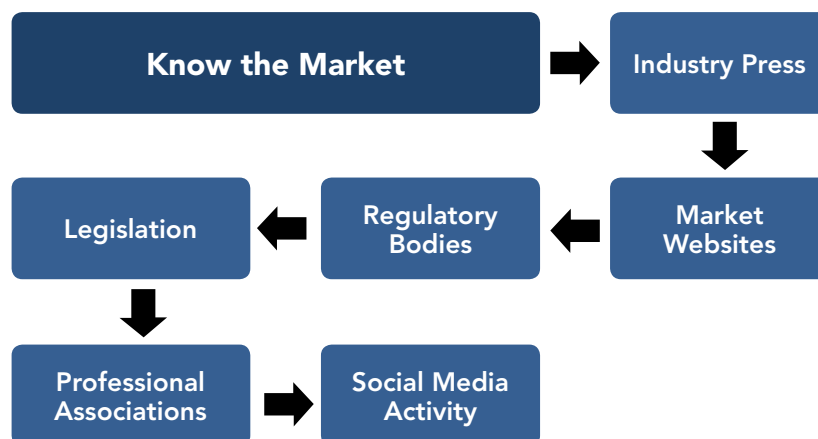 Know the Market
Industry Press
Market
Websites
Regulatory
Bodies
Legislation
Professional
Associations
Social Media
Activity